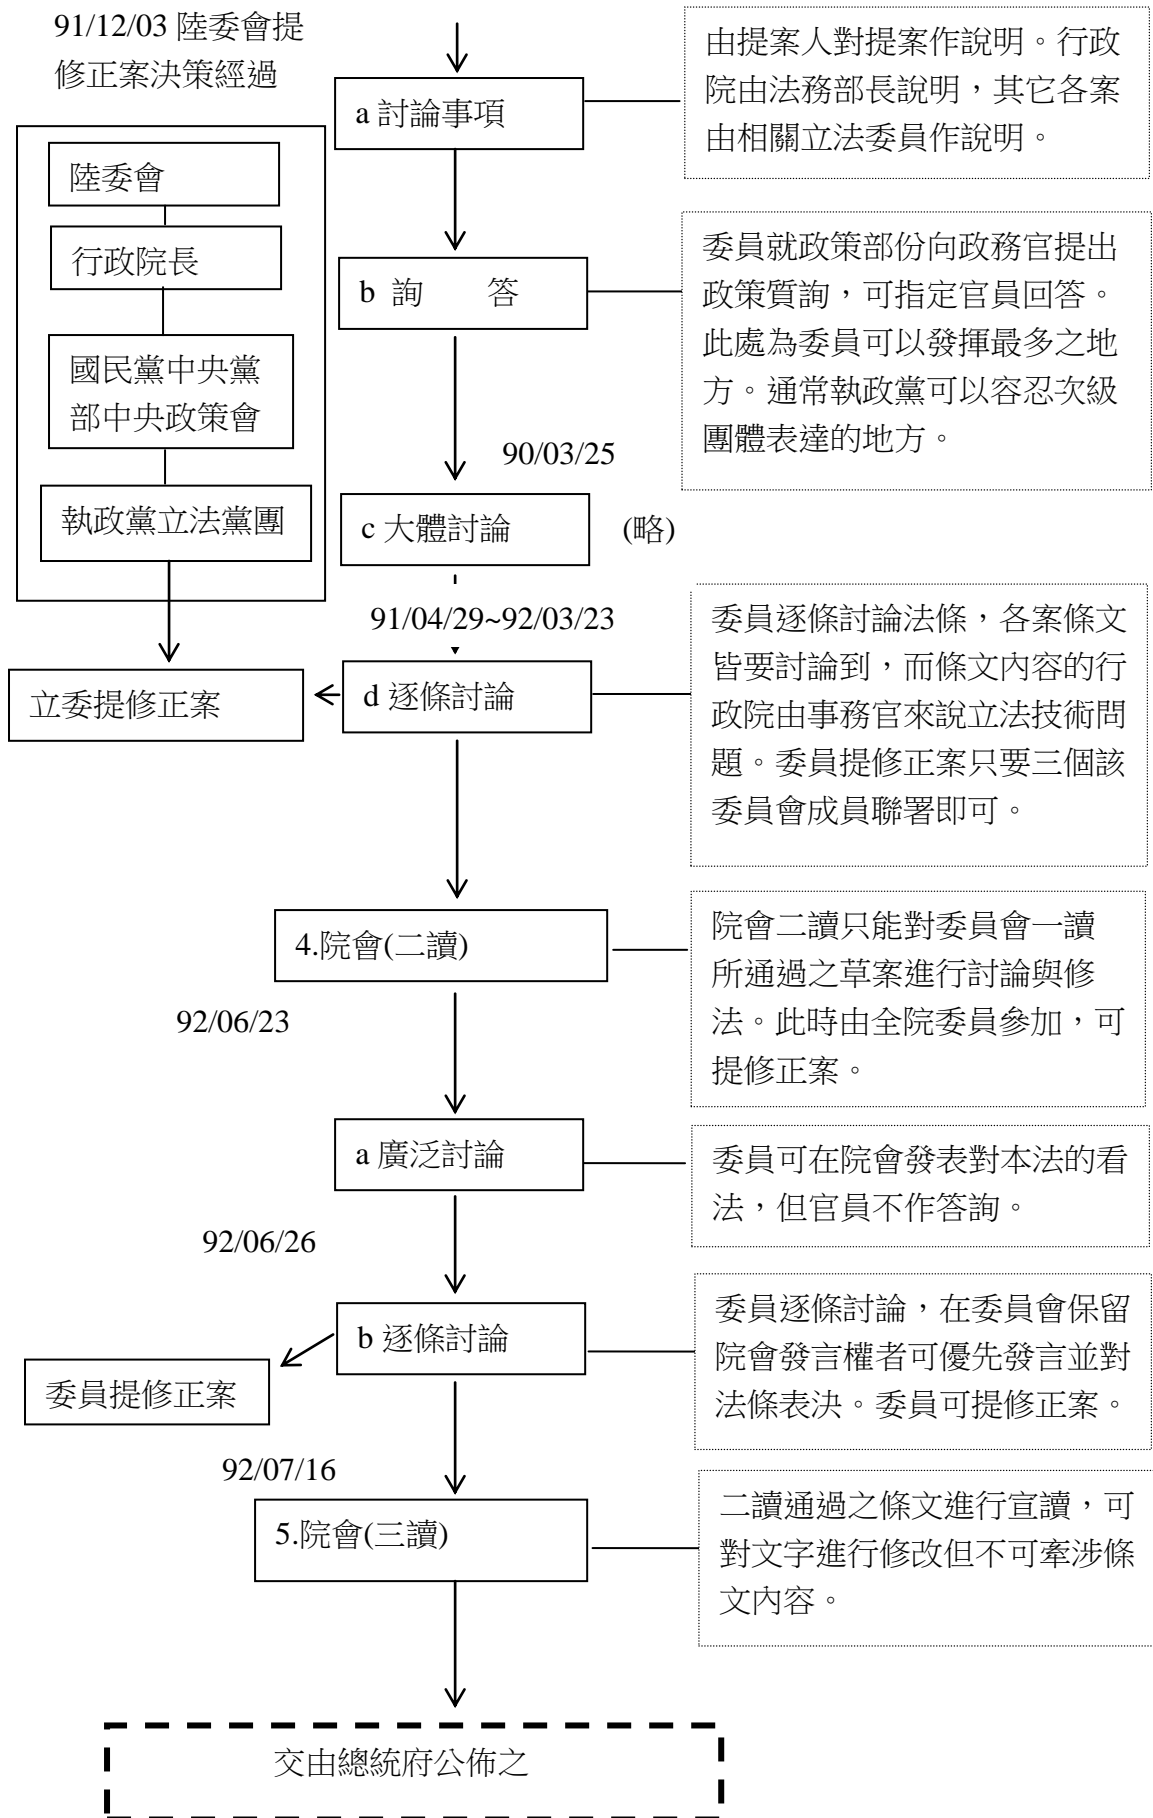 91/12/03 陸委會提
修正案決策經過
陸委會
行政院長
國民黨中央黨
部中央政策會
執政黨立法黨團
立委提修正案
a 討論事項
由提案人對提案作說明。行政
院由法務部長說明，其它各案
由相關立法委員作說明。
b 詢 答
委員就政策部份向政務官提出
政策質詢，可指定官員回答。
此處為委員可以發揮最多之地
方。通常執政黨可以容忍次級
團體表達的地方。
90/03/25
c 大體討論
(略)
91/04/29~92/03/23
d 逐條討論
委員逐條討論法條，各案條文
皆要討論到，而條文內容的行
政院由事務官來說立法技術問
題。委員提修正案只要三個該
委員會成員聯署即可。
4.院會(二讀)
院會二讀只能對委員會一讀
所通過之草案進行討論與修
法。此時由全院委員參加，可
提修正案。
92/06/23
a 廣泛討論
委員可在院會發表對本法的看
法，但官員不作答詢。
92/06/26
b 逐條討論
委員逐條討論，在委員會保留
院會發言權者可優先發言並對
法條表決。委員可提修正案。
委員提修正案
92/07/16
5.院會(三讀)
二讀通過之條文進行宣讀，可
對文字進行修改但不可牽涉條
文內容。
交由總統府公佈之